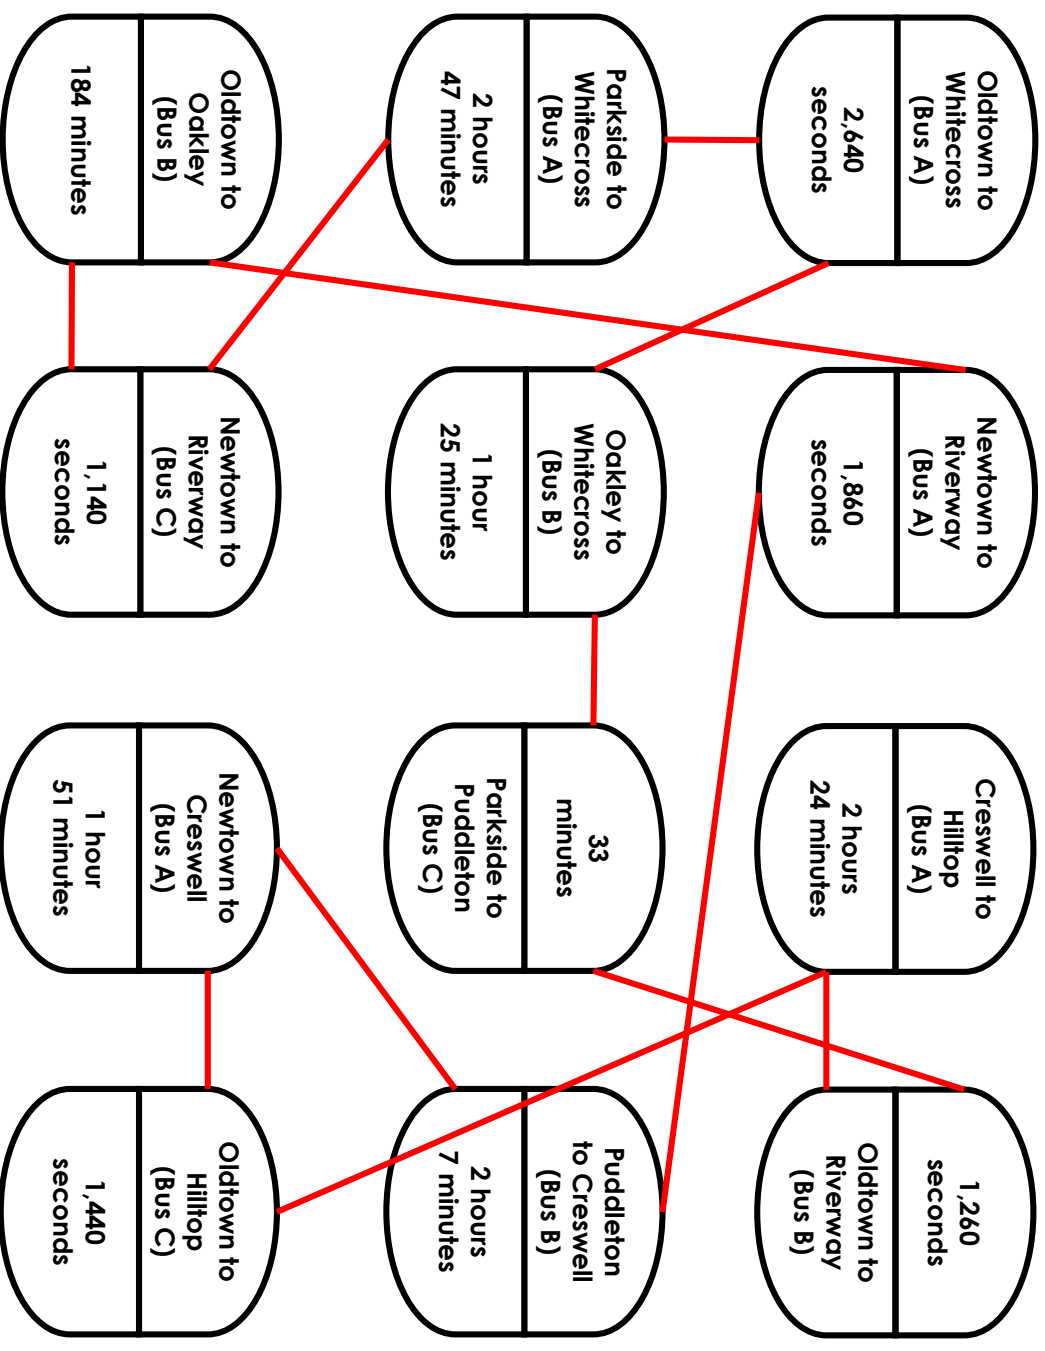 Oldtown to
Whitecross
(Bus A)
2,640
seconds
Newtown to
Riverway
(Bus A)
1,860
seconds
Creswell to
Hilltop
(Bus A)
2 hours
24 minutes
1,260
seconds
Oldtown to
Riverway
(Bus B)
Parkside to
Whitecross
(Bus A)
2 hours
47 minutes
Oakley to
Whitecross
(Bus B)
1 hour
25 minutes
33
minutes
Parkside to
Puddleton
(Bus C)
Puddleton
to Creswell
(Bus B)
2 hours
7 minutes
Oldtown to
Oakley
(Bus B)
184 minutes
Newtown to
Riverway
(Bus C)
1,140
seconds
Newtown to
Creswell
(Bus A)
1 hour
51 minutes
Oldtown to
Hilltop
(Bus C)
1,440
seconds